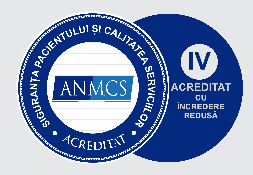 SIGURANȚA PACIENTULUI ȘI CALITATEA SERVICIILOR
ANMCS
• ACREDITAT •
IV
ACREDITAT
CU
ÎNCREDERE
REDUSĂ